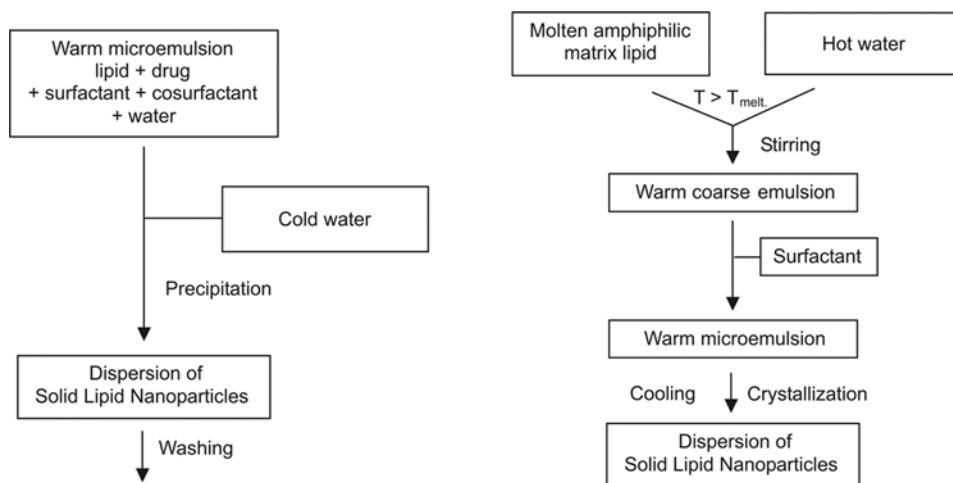 Warm microemulsion
lipid + drug
+ surfactant + cosurfactant
+ water
Cold water
Precipitation
Dispersion of
Solid Lipid Nanoparticles
Washing
Molten amphiphilic
matrix lipid
Hot water
T > Tmelt.
Stirring
Warm coarse emulsion
Surfactant
Warm microemulsion
Cooling
Crystallization
Dispersion of
Solid Lipid Nanoparticles